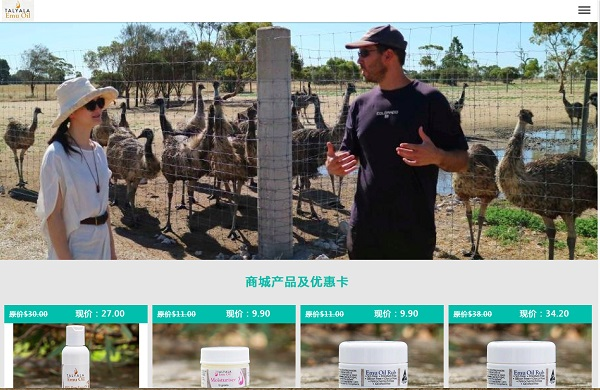 TALYALA
Emu Oil
商城产品及优惠卡
原价$30.00 现价：27.00
原价$11.00 现价：9.90
原价$11.00 现价：9.90
原价$38.00 现价：34.20
TALYALA
Emu Oil
Moisturiser
Emu Oil Rub
Emu Oil Rub